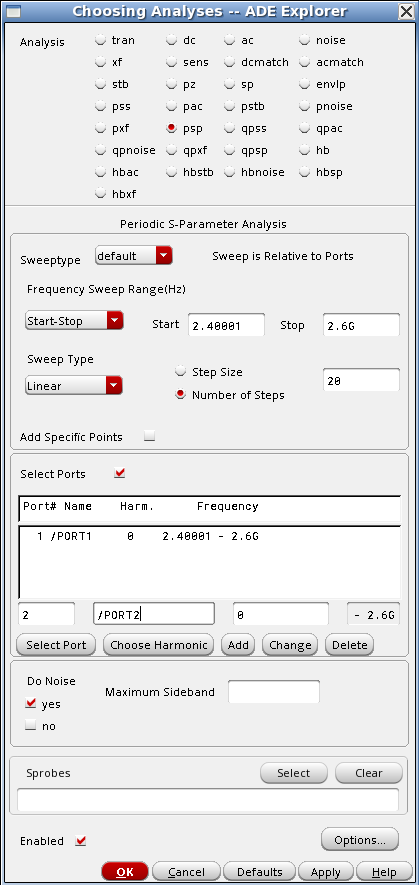 Choosing Analyses -- ADE Explorer
Analysis tran dc ac noise
xf sens dcmatch acmatch
stb pz sp envlp
pss pac pstb pnoise
pxf psp qpss qpac
qpnoise qpxf qpsp hb
hbac hbstb hbnoise hbsp
hbxf
Periodic S-Parameter Analysis
Sweeptype default Sweep is Relative to Ports
Frequency Sweep Range(Hz)
Start-Stop Start 2.40001 Stop 2.6G
Sweep Type
Step Size
Linear 20
Number of Steps
Add Specific Points
Select Ports
Port# Name Harm. Frequency
1 /PORT1 0 2.40001 - 2.6G
2 /PORT2 0 - 2.6G
Select Port Choose Harmonic Add Change Delete
Do Noise
Maximum Sideband
yes
no
Sprobes Select Clear
Enabled Options...
OK Cancel Defaults Apply Help